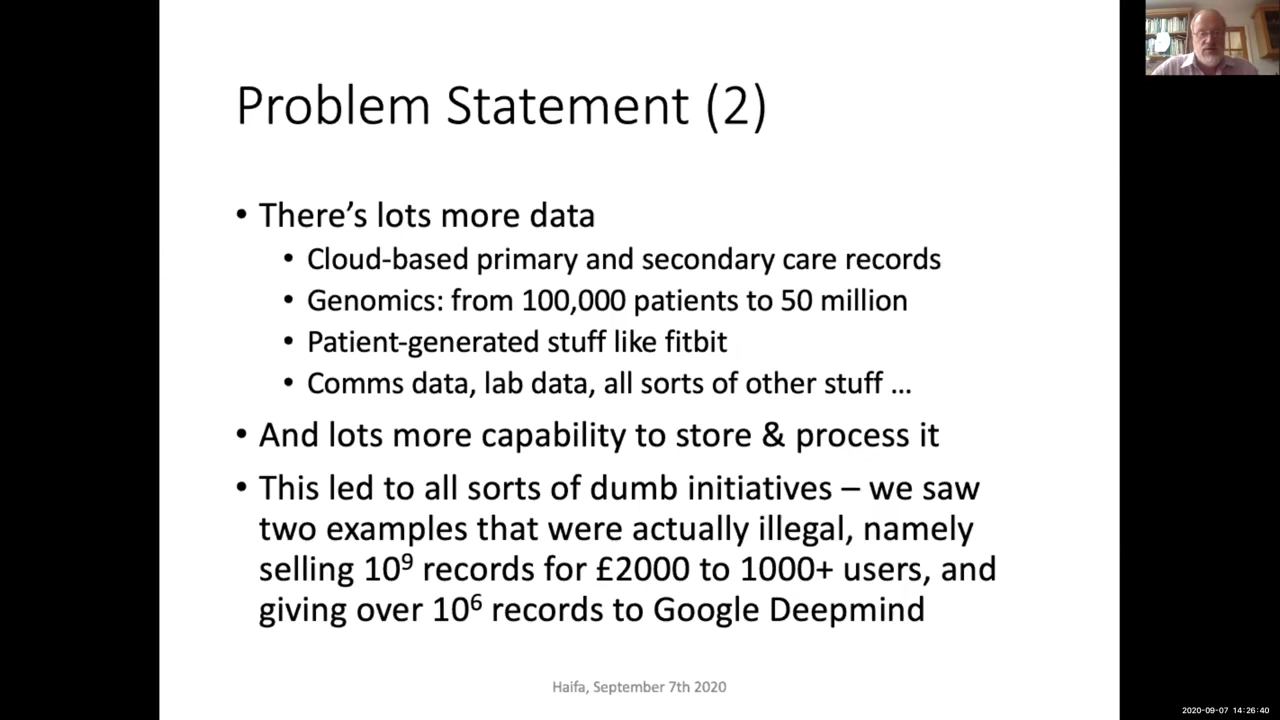 Problem Statement (2)
• There’s lots more data
• Cloud-based primary and secondary care records
• Genomics: from 100,000 patients to 50 million
• Patient-generated stuff like fitbit
• Comms data, lab data, all sorts of other stuff ...
• And lots more capability to store & process it
• This led to all sorts of dumb initiatives – we saw
two examples that were actually illegal, namely
selling 10⁹ records for £2000 to 1000+ users, and
giving over 10⁶ records to Google Deepmind
Haifa, September 7th 2020
2020-09-07 14:26:40